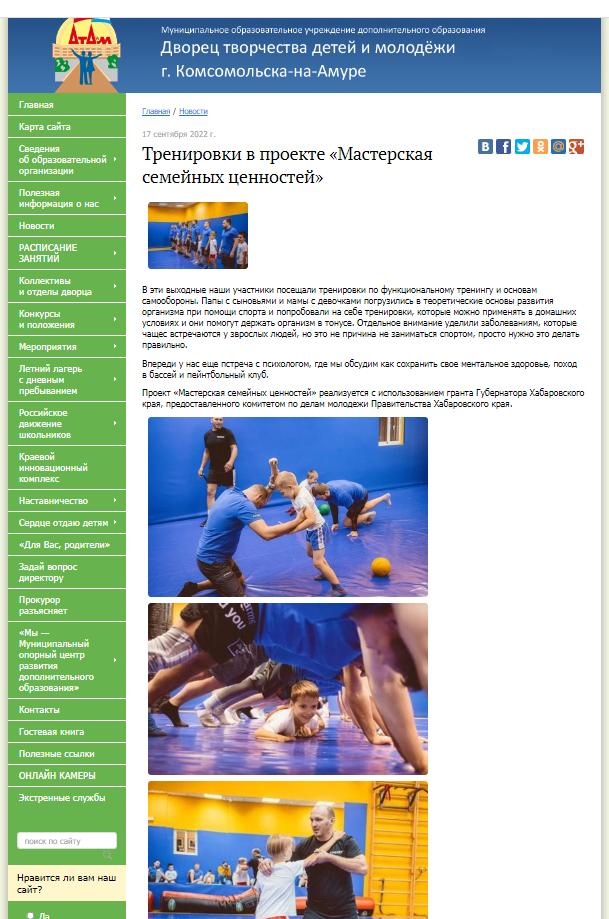 ДТДиМ
Муниципальное образовательное учреждение дополнительного образования
Дворец творчества детей и молодёжи
г. Комсомольска-на-Амуре
Главная
Карта сайта
Сведения
об образовательной
организации
Полезная
информация о нас
Новости
РАСПИСАНИЕ
ЗАНЯТИЙ
Коллективы
и отделы дворца
Конкурсы
и положения
Мероприятия
Летний лагерь
с дневным
пребыванием
Российское
движение
школьников
Краевой
инновационный
комплекс
Наставничество
Сердце отдаю детям
«Для Вас, родители»
Задай вопрос
директору
Прокурор
разъясняет
«Мы —
Муниципальный
опорный центр
развития
дополнительного
образования»
Контакты
Гостевая книга
Полезные ссылки
ОНЛАЙН КАМЕРЫ
Экстренные службы
поиск по сайту
Нравится ли вам наш
сайт?
Да
Главная / Новости
17 сентября 2022 г.
Тренировки в проекте «Мастерская
семейных ценностей»
В эти выходные наши участники посещали тренировки по функциональному тренингу и основам
самообороны. Папы с сыновьями и мамы с девочками погрузились в теоретические основы развития
организма при помощи спорта и попробовали на себе тренировки, которые можно применять в домашних
условиях и они помогут держать организм в тонусе. Отдельное внимание уделили заболеваниям, которые
чащес встречаются у зрослых людей, но это не причина не заниматься спортом, просто нужно это делать
правильно.
Впереди у нас еще пстреча с психологом, где мы обсудим как сохранить свое ментальное здоровье, поход
в бассей и пейнтбольный клуб.
Проект «Мастерская семейных ценностей» реализуется с использованием гранта Губернатора Хабаровского
края, предоставленного комитетом по делам молодежи Правительства Хабаровского края.
you